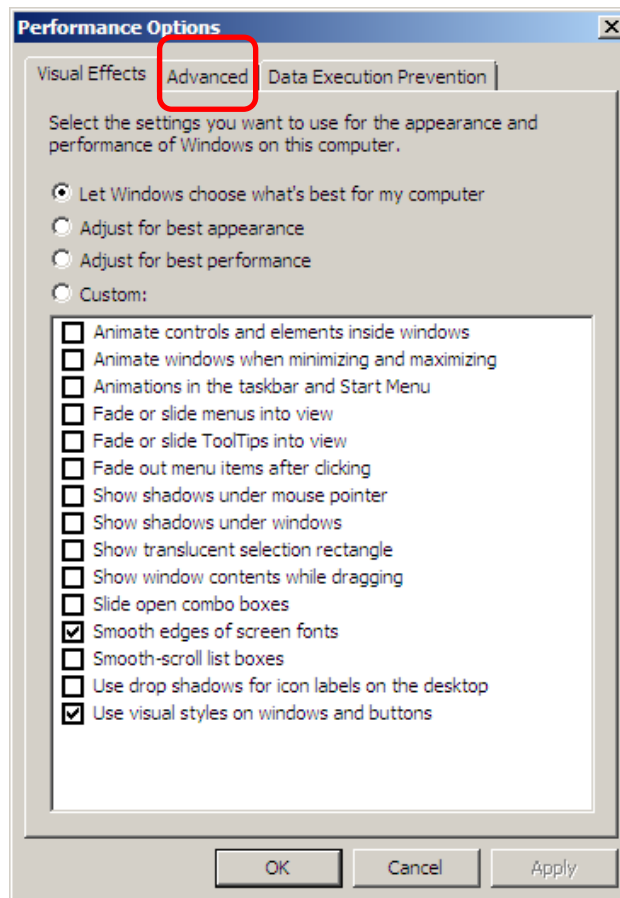 Performance Options
Visual Effects Advanced Data Execution Prevention
Select the settings you want to use for the appearance and
performance of Windows on this computer.
Let Windows choose what's best for my computer
Adjust for best appearance
Adjust for best performance
Custom:
Animate controls and elements inside windows
Animate windows when minimizing and maximizing
Animations in the taskbar and Start Menu
Fade or slide menus into view
Fade or slide ToolTips into view
Fade out menu items after clicking
Show shadows under mouse pointer
Show shadows under windows
Show translucent selection rectangle
Show window contents while dragging
Slide open combo boxes
Smooth edges of screen fonts
Smooth-scroll list boxes
Use drop shadows for icon labels on the desktop
Use visual styles on windows and buttons
OK Cancel Apply